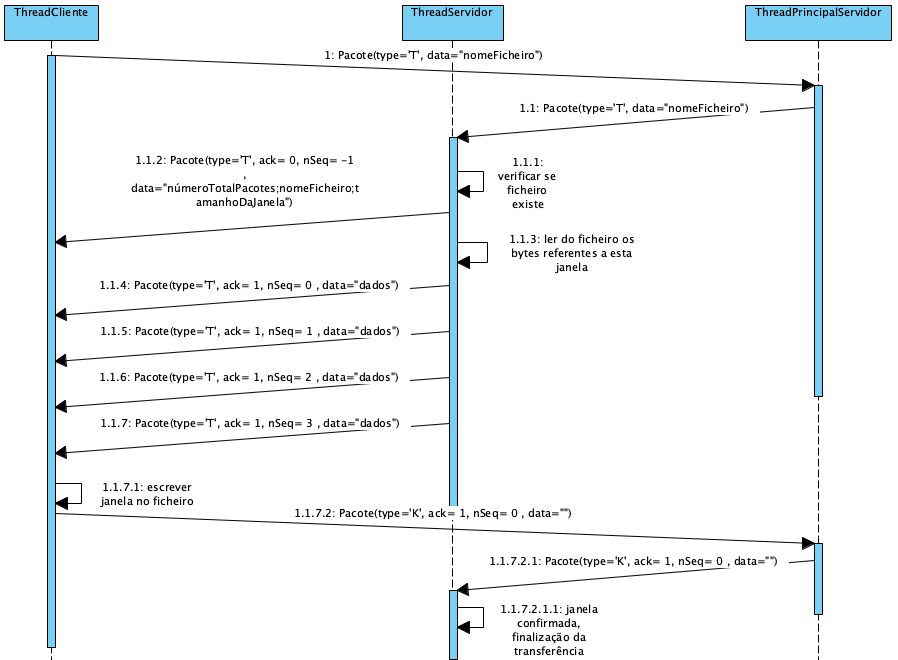 ThreadCliente
ThreadServidor
ThreadPrincipalServidor
1: Pacote(type='T', data="nomeFicheiro")
1.1: Pacote(type='T', data="nomeFicheiro")
1.1.2: Pacote(type='T', ack= 0, nSeq= -1
,
data="númeroTotalPacotes;nomeFicheiro;t
amanhoDaJanela")
1.1.1:
verificar se
ficheiro
existe
1.1.3: ler do ficheiro os
bytes referentes a esta
janela
1.1.4: Pacote(type='T', ack= 1, nSeq= 0 , data="dados")
1.1.5: Pacote(type='T', ack= 1, nSeq= 1 , data="dados")
1.1.6: Pacote(type='T', ack= 1, nSeq= 2 , data="dados")
1.1.7: Pacote(type='T', ack= 1, nSeq= 3 , data="dados")
1.1.7.1: escrever
janela no ficheiro
1.1.7.2: Pacote(type='K', ack= 1, nSeq= 0 , data="")
1.1.7.2.1: Pacote(type='K', ack= 1, nSeq= 0 , data="")
1.1.7.2.1.1: janela
confirmada,
finalização da
transferência